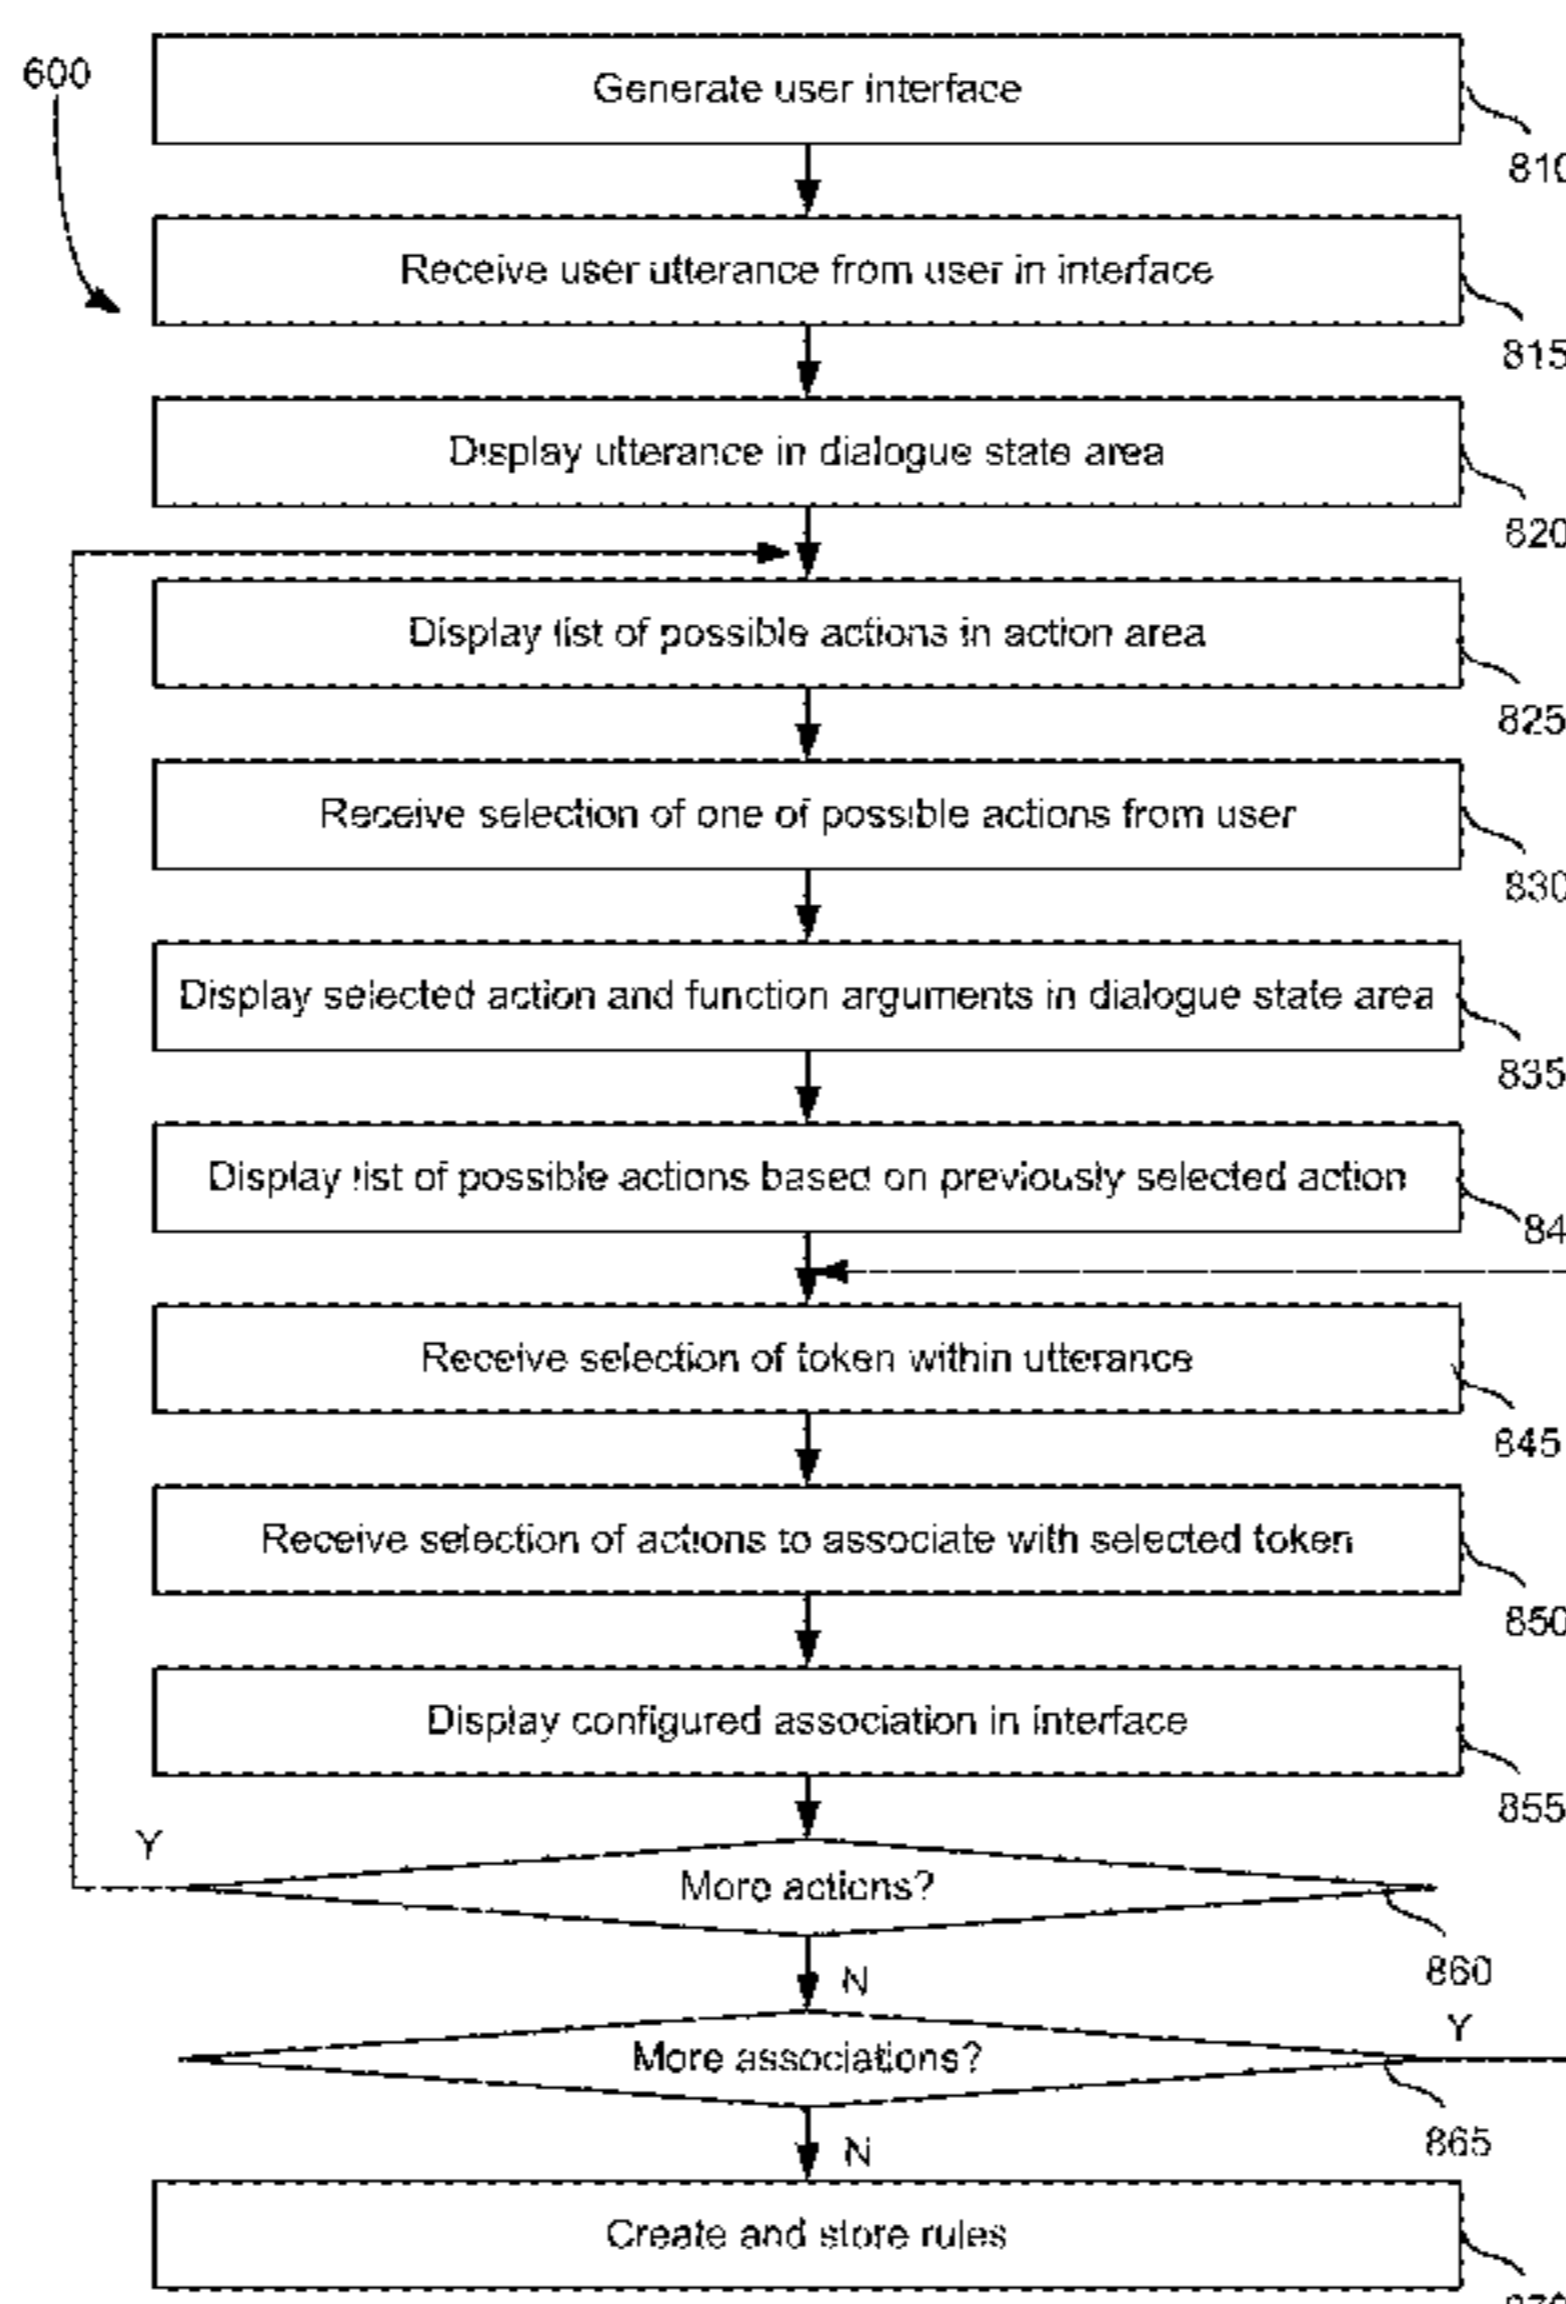 600
Generate user interface
810
Receive user utterance from user in interface
815
Display utterance in dialogue state area
820
Display list of possible actions in action area
825
Receive selection of one of possible actions from user
830
Display selected action and function arguments in dialogue state area
835
Display list of possible actions based on previously selected action
84
Receive selection of token within utterance
845
Receive selection of actions to associate with selected token
850
Display configured association in interface
855
Y
More actions?
860
N
Y
More associations?
865
N
Create and store rules